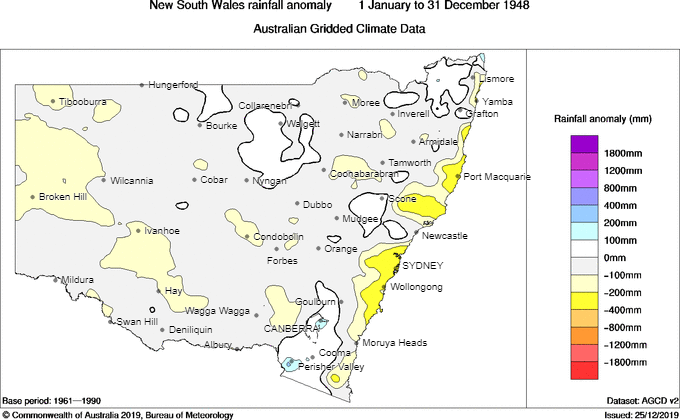 New South Wales rainfall anomaly 1 January to 31 December 1948
Australian Gridded Climate Data
Hungerford
Lismore
Tibooburra
Collarenebri
Moree
Yamba
Inverell
Grafton
Bourke
Walgett
Narrabri
Armidale
Tamworth
Coonabarabran
Port Macquarie
Wilcannia
Cobar
Nyngan
Broken Hill
Scone
Dubbo
Mudgee
Ivanhoe
Condobolin
Newcastle
Forbes
Orange
SYDNEY
Mildura
Wollongong
Hay
Goulburn
Wagga Wagga
Swan Hill
Deniliquin
CANBERRA
Albury
Moruya Heads
Cooma
Perisher Valley
Rainfall anomaly (mm)
1800mm
1200mm
800mm
400mm
200mm
100mm
0mm
−100mm
−200mm
−400mm
−800mm
−1200mm
−1800mm
Base period: 1961—1990
Dataset: AGCD v2
© Commonwealth of Australia 2019, Bureau of Meteorology
Issued: 25/12/2019